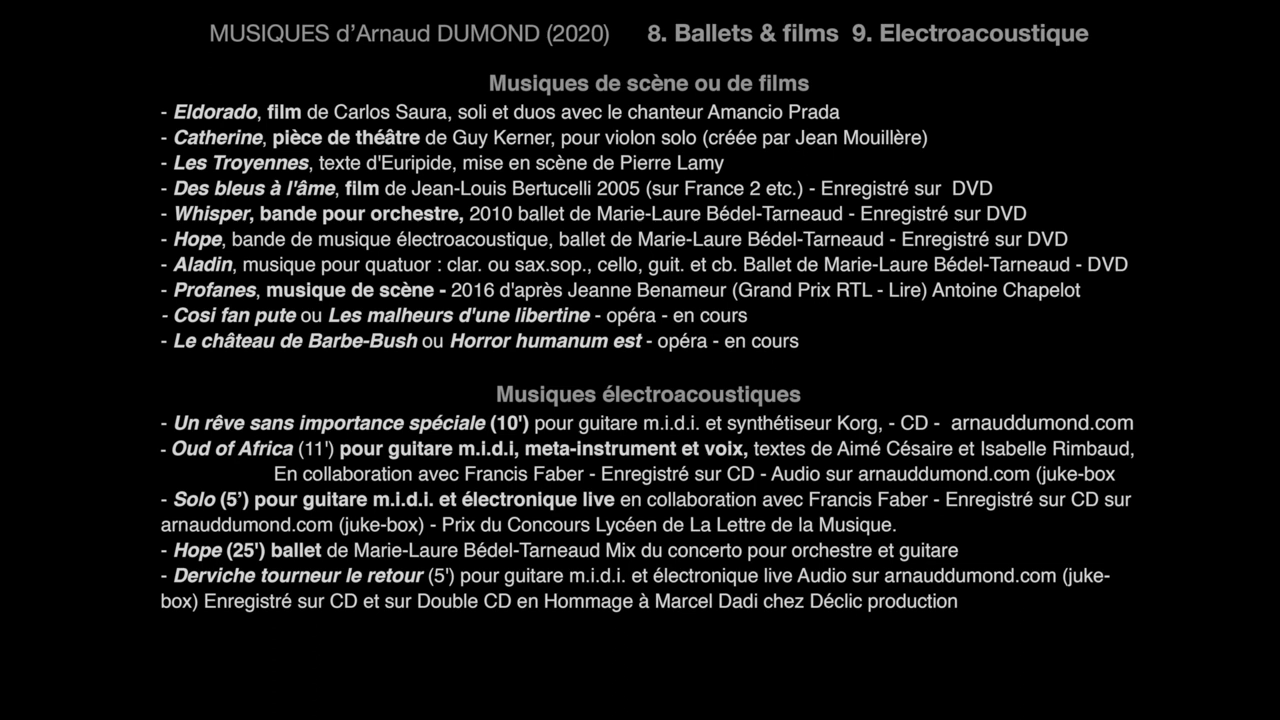 MUSIQUES d’Arnaud DUMOND (2020) 8. Ballets & films 9. Electroacoustique
Musiques de scène ou de films
- Eldorado, film de Carlos Saura, soli et duos avec le chanteur Amancio Prada
- Catherine, pièce de théâtre de Guy Kerner, pour violon solo (créée par Jean Mouillère)
- Les Troyennes, texte d'Euripide, mise en scène de Pierre Lamy
- Des bleus à l'âme, film de Jean-Louis Bertucelli 2005 (sur France 2 etc.) - Enregistré sur DVD
- Whisper, bande pour orchestre, 2010 ballet de Marie-Laure Bédel-Tarneaud - Enregistré sur DVD
- Hope, bande de musique électroacoustique, ballet de Marie-Laure Bédel-Tarneaud - Enregistré sur DVD
- Aladin, musique pour quatuor : clar. ou sax.sop., cello, guit. et cb. Ballet de Marie-Laure Bédel-Tarneaud - DVD
- Profanes, musique de scène - 2016 d'après Jeanne Benameur (Grand Prix RTL - Lire) Antoine Chapelot
- Cosi fan pute ou Les malheurs d'une libertine - opéra - en cours
- Le château de Barbe-Bush ou Horror humanum est - opéra - en cours
Musiques électroacoustiques
- Un rêve sans importance spéciale (10') pour guitare m.i.d.i. et synthétiseur Korg, - CD - arnauddumond.com
- Oud of Africa (11') pour guitare m.i.d.i, meta-instrument et voix, textes de Aimé Césaire et Isabelle Rimbaud,
En collaboration avec Francis Faber - Enregistré sur CD - Audio sur arnauddumond.com (juke-box
- Solo (5’) pour guitare m.i.d.i. et électronique live en collaboration avec Francis Faber - Enregistré sur CD sur
arnauddumond.com (juke-box) - Prix du Concours Lycéen de La Lettre de la Musique.
- Hope (25') ballet de Marie-Laure Bédel-Tarneaud Mix du concerto pour orchestre et guitare
- Derviche tourneur le retour (5') pour guitare m.i.d.i. et électronique live Audio sur arnauddumond.com (juke-
box) Enregistré sur CD et sur Double CD en Hommage à Marcel Dadi chez Déclic production